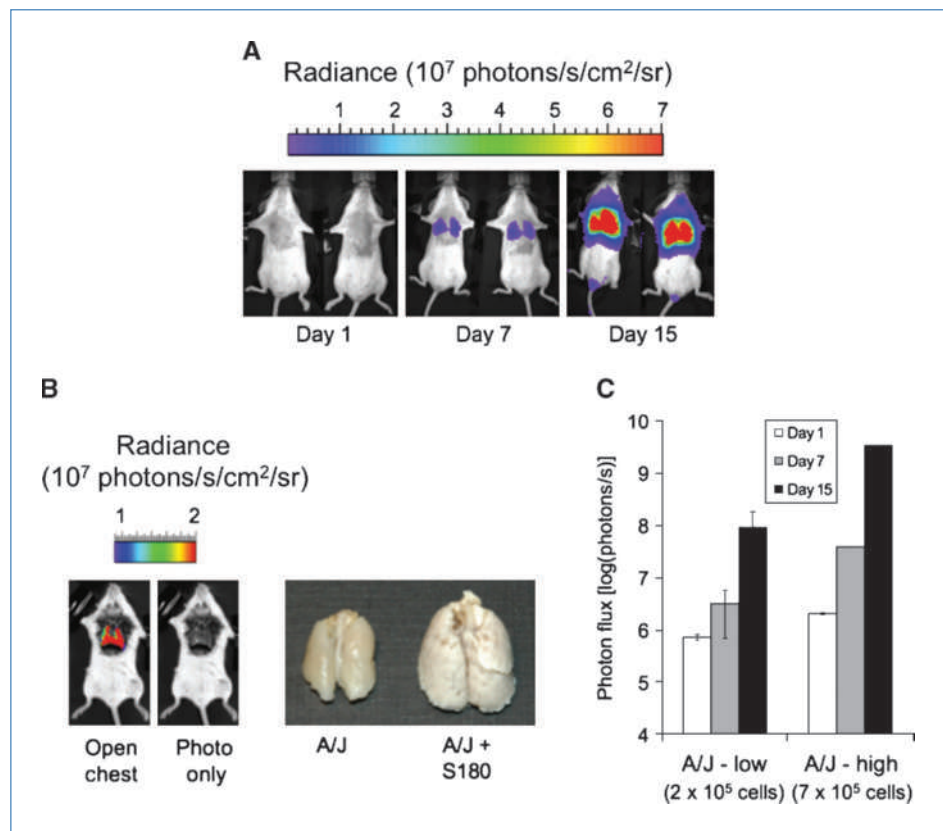 A
Radiance (10⁷ photons/s/cm²/sr)
1 2 3 4 5 6 7
Day 1 Day 7 Day 15
B
Radiance
(10⁷ photons/s/cm²/sr)
1 2
Open
chest
Photo
only
A/J
A/J +
S180
C
Photon flux [log(photons/s)]
10
9
8
7
6
5
4
Day 1
Day 7
Day 15
A/J - low
(2 x 10⁵ cells)
A/J - high
(7 x 10⁵ cells)